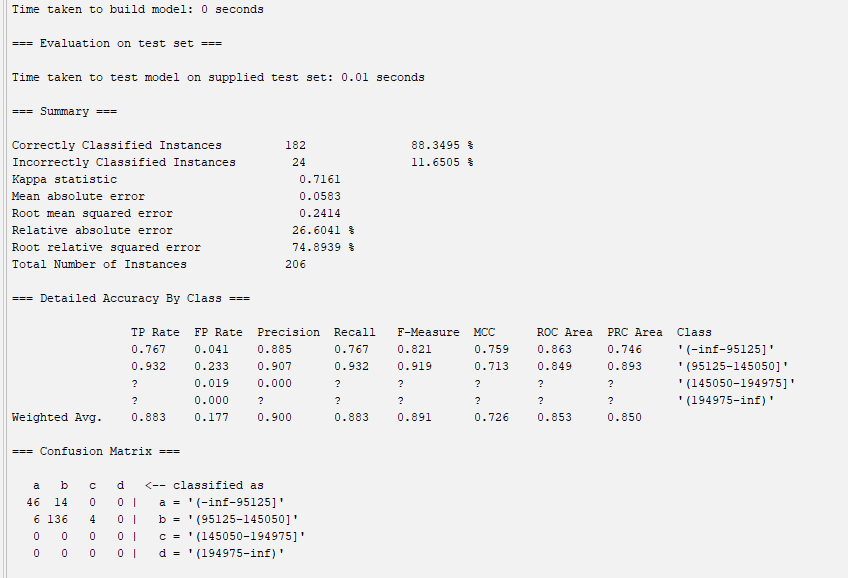 Time taken to build model: 0 seconds
=== Evaluation on test set ===
Time taken to test model on supplied test set: 0.01 seconds
=== Summary ===
Correctly Classified Instances 182 88.3495 %
Incorrectly Classified Instances 24 11.6505 %
Kappa statistic 0.7161
Mean absolute error 0.0583
Root mean squared error 0.2414
Relative absolute error 26.6041 %
Root relative squared error 74.8939 %
Total Number of Instances 206
=== Detailed Accuracy By Class ===
TP Rate FP Rate Precision Recall F-Measure MCC ROC Area PRC Area Class
0.767 0.041 0.885 0.767 0.821 0.759 0.863 0.746 '(-inf-95125]'
0.932 0.233 0.907 0.932 0.919 0.713 0.849 0.893 '(95125-145050]'
? 0.019 0.000 ? ? ? ? ? '(145050-194975]'
? 0.000 ? ? ? ? ? ? '(194975-inf)'
Weighted Avg. 0.883 0.177 0.900 0.883 0.891 0.726 0.853 0.850
=== Confusion Matrix ===
a b c d <-- classified as
46 14 0 0 | a = '(-inf-95125]'
6 136 4 0 | b = '(95125-145050]'
0 0 0 0 | c = '(145050-194975]'
0 0 0 0 | d = '(194975-inf)'